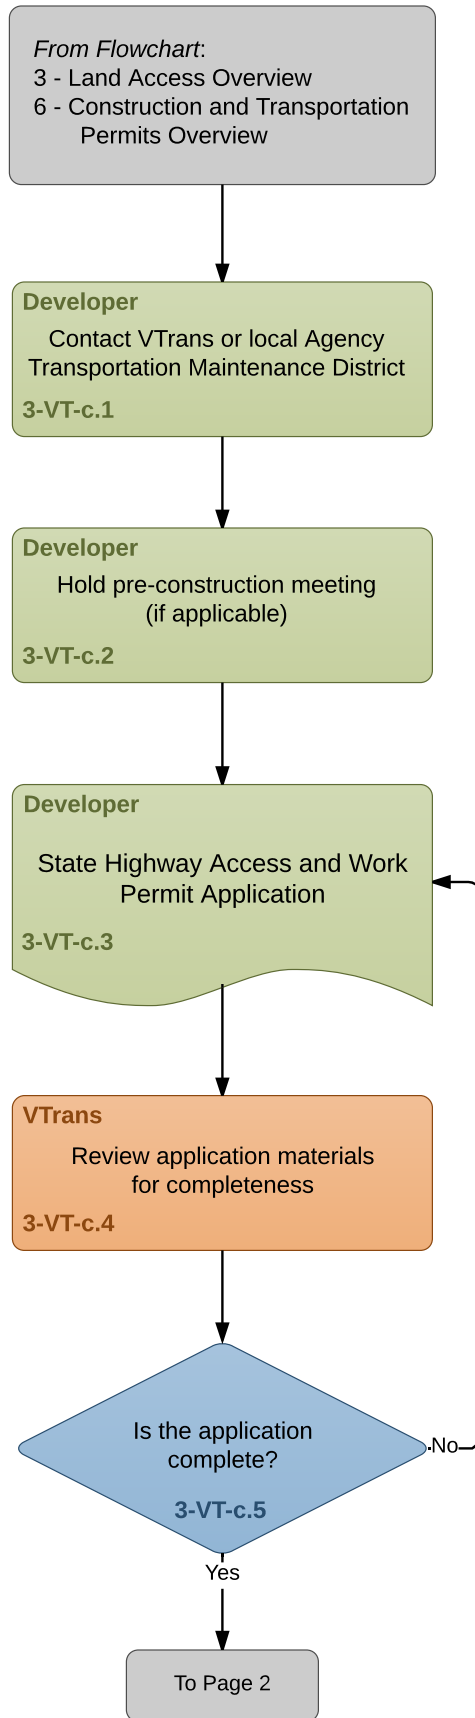 From Flowchart:
3 - Land Access Overview
6 - Construction and Transportation
Permits Overview
Developer
Contact VTrans or local Agency
Transportation Maintenance District
3-VT-c.1
Developer
Hold pre-construction meeting
(if applicable)
3-VT-c.2
Developer
State Highway Access and Work
Permit Application
3-VT-c.3
VTrans
Review application materials
for completeness
3-VT-c.4
Is the application
complete?
3-VT-c.5
No
Yes
To Page 2